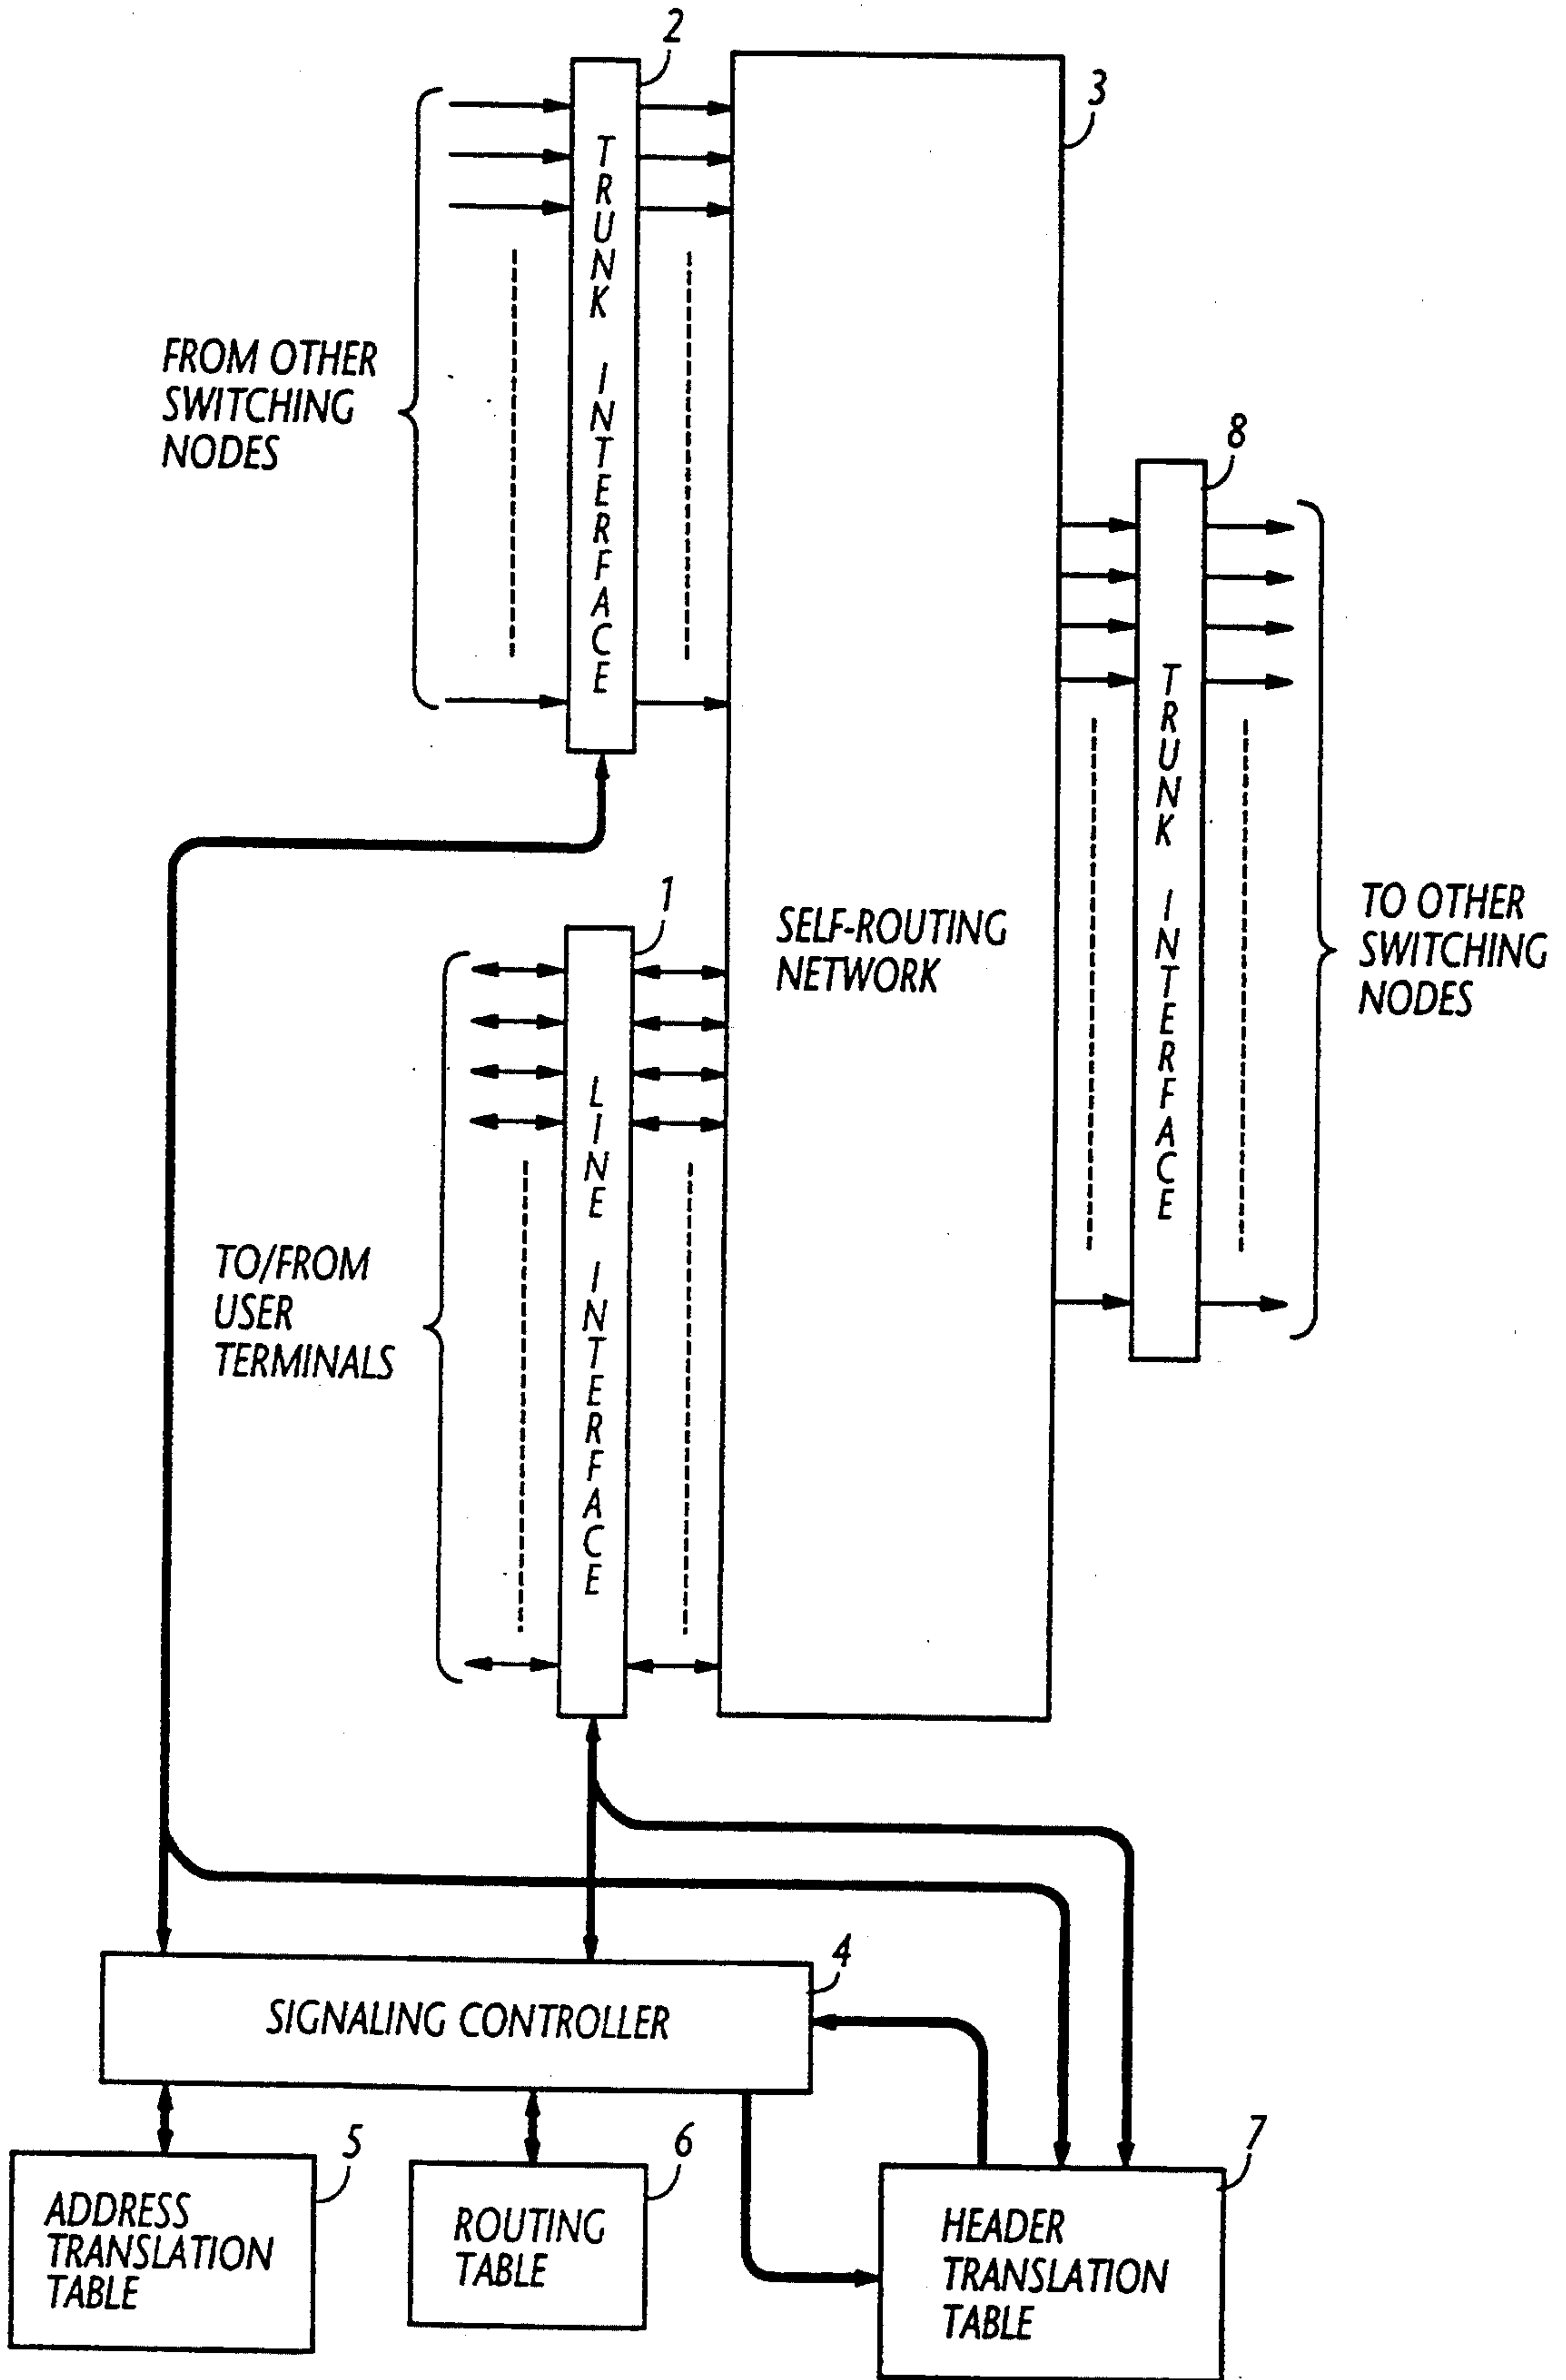 2
3
TRUNK INTERFACE
FROM OTHER
SWITCHING
NODES
8
TRUNK INTERFACE
TO OTHER
SWITCHING
NODES
1
SELF-ROUTING
NETWORK
LINE INTERFACE
TO/FROM
USER
TERMINALS
4
SIGNALING CONTROLLER
5
ADDRESS
TRANSLATION
TABLE
6
ROUTING
TABLE
7
HEADER
TRANSLATION
TABLE